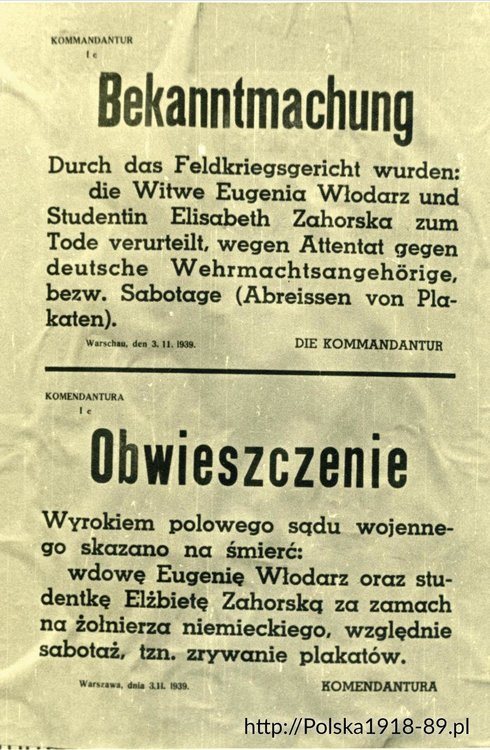 KOMMANDANTUR
I c
Bekanntmachung
Durch das Feldkriegsgericht wurden:
die Witwe Eugenia Włodarz und
Studentin Elisabeth Zahorska zum
Tode verurteilt, wegen Attentat gegen
deutsche Wehrmachtsangehörige,
bezw. Sabotage (Abreissen von Pla-
katen).
Warschau, den 3. 11. 1939. DIE KOMMANDANTUR
KOMENDANTURA
I c
Obwieszczenie
Wyrokiem polowego sądu wojenne-
go skazano na śmierć:
wdowę Eugenię Włodarz oraz stu-
dentkę Elżbietę Zahorską za zamach
na żołnierza niemieckiego, względnie
sabotaż, tzn. zrywanie plakatów.
Warszawa, dnia 3.11. 1939. KOMENDANTURA
http://Polska1918-89.pl